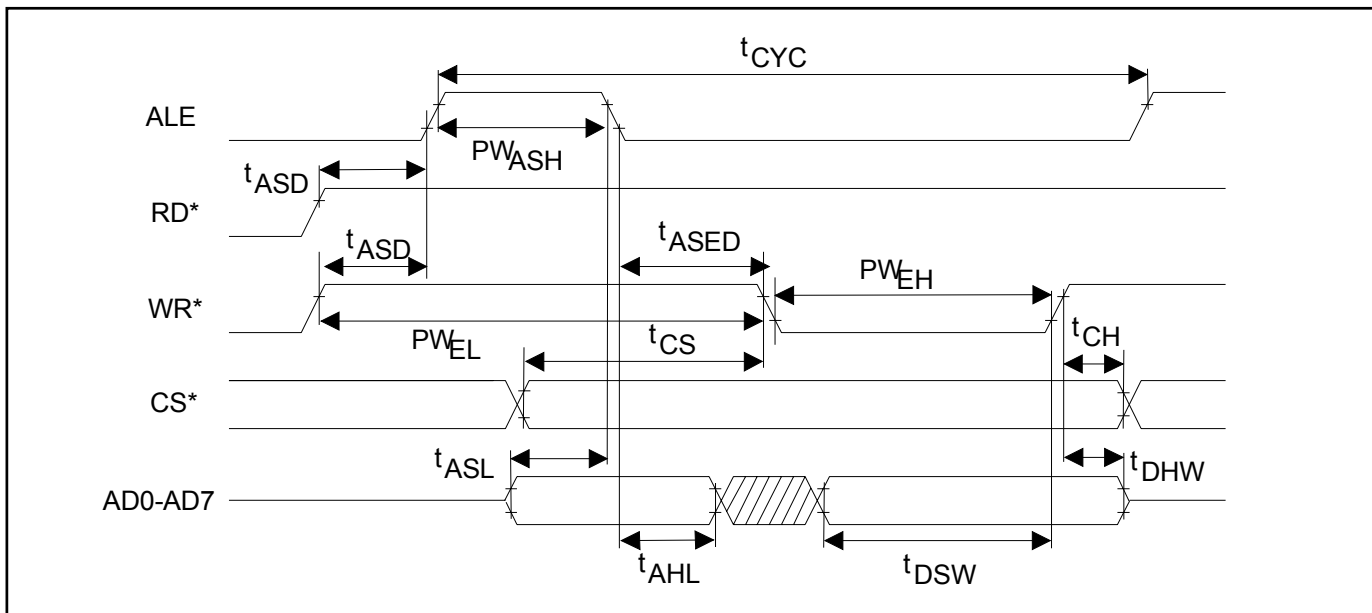 tCYC
ALE
PWASH
tASD
RD*
tASD
tASED
PWEH
WR*
PWEL
tCS
tCH
CS*
tASL
tDHW
AD0-AD7
tAHL
tDSW